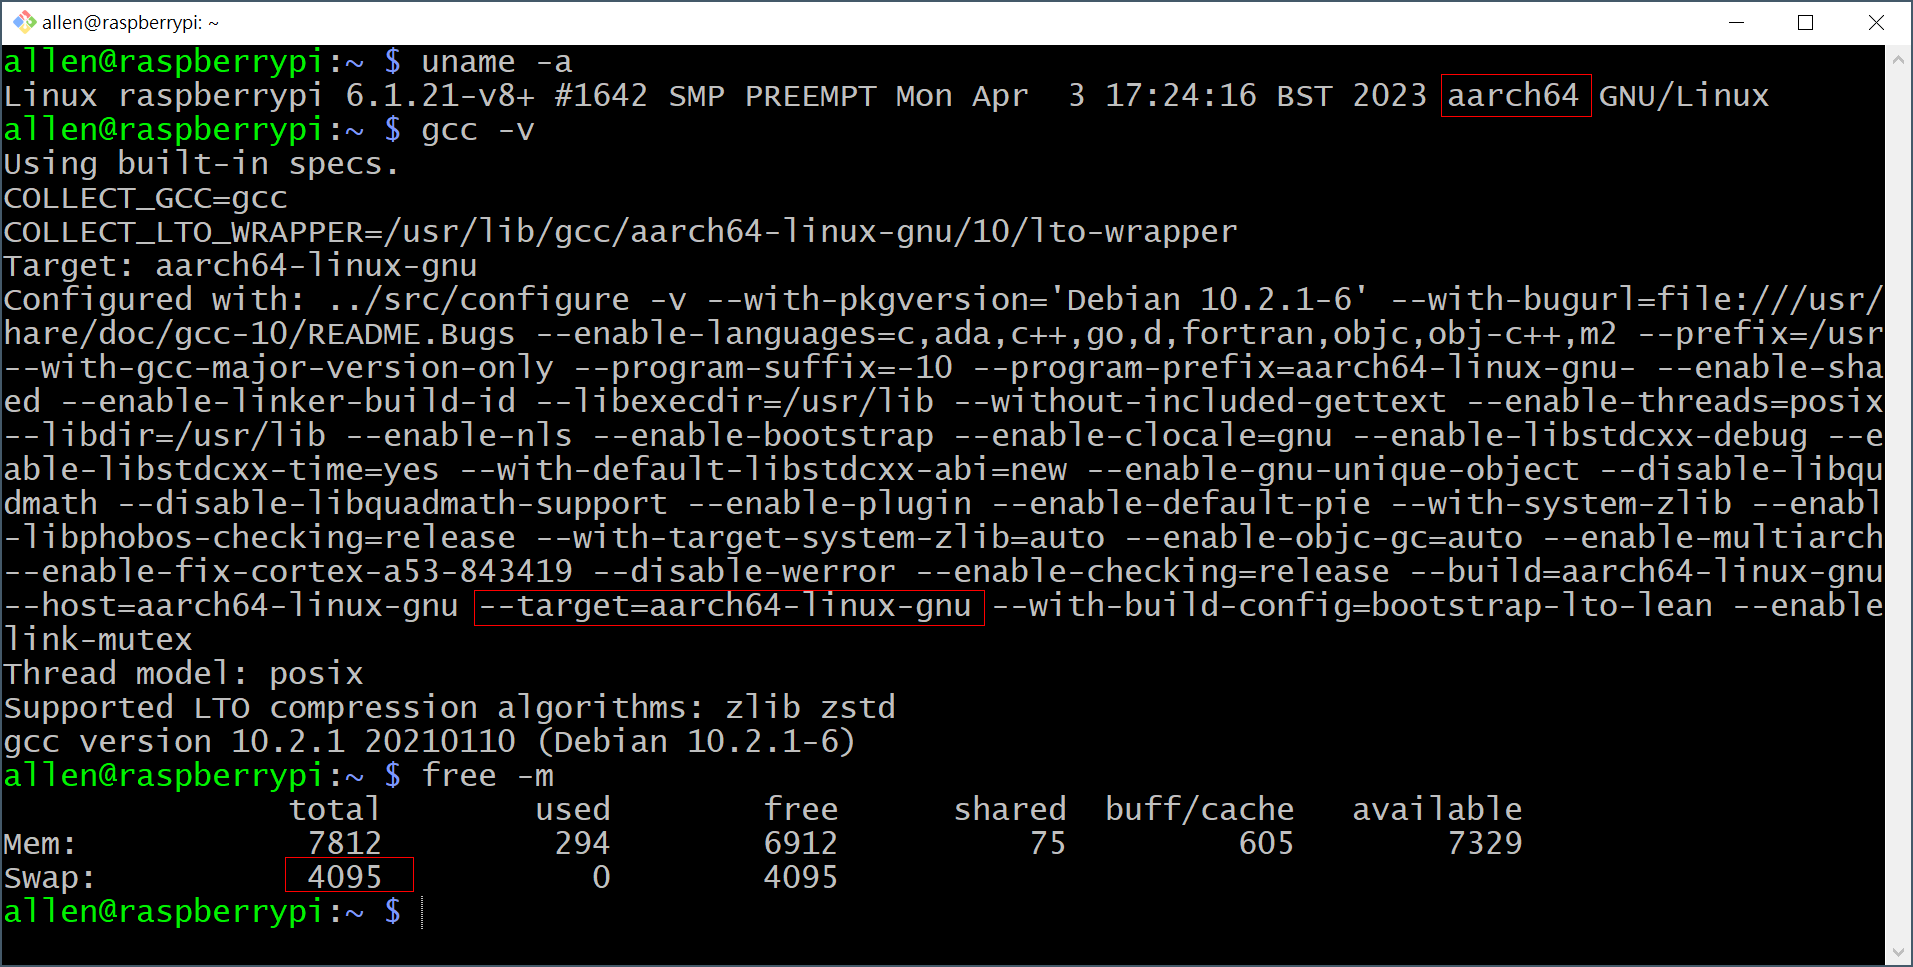 allen@raspberrypi: ~
allen@raspberrypi:~ $ uname -a
Linux raspberrypi 6.1.21-v8+ #1642 SMP PREEMPT Mon Apr  3 17:24:16 BST 2023 aarch64 GNU/Linux
allen@raspberrypi:~ $ gcc -v
Using built-in specs.
COLLECT_GCC=gcc
COLLECT_LTO_WRAPPER=/usr/lib/gcc/aarch64-linux-gnu/10/lto-wrapper
Target: aarch64-linux-gnu
Configured with: ../src/configure -v --with-pkgversion='Debian 10.2.1-6' --with-bugurl=file:///usr/
hare/doc/gcc-10/README.Bugs --enable-languages=c,ada,c++,go,d,fortran,objc,obj-c++,m2 --prefix=/usr
--with-gcc-major-version-only --program-suffix=-10 --program-prefix=aarch64-linux-gnu- --enable-sha
ed --enable-linker-build-id --libexecdir=/usr/lib --without-included-gettext --enable-threads=posix
--libdir=/usr/lib --enable-nls --enable-bootstrap --enable-clocale=gnu --enable-libstdcxx-debug --e
able-libstdcxx-time=yes --with-default-libstdcxx-abi=new --enable-gnu-unique-object --disable-libqu
dmath --disable-libquadmath-support --enable-plugin --enable-default-pie --with-system-zlib --enabl
-libphobos-checking=release --with-target-system-zlib=auto --enable-objc-gc=auto --enable-multiarch
--enable-fix-cortex-a53-843419 --disable-werror --enable-checking=release --build=aarch64-linux-gnu
--host=aarch64-linux-gnu --target=aarch64-linux-gnu --with-build-config=bootstrap-lto-lean --enable
link-mutex
Thread model: posix
Supported LTO compression algorithms: zlib zstd
gcc version 10.2.1 20210110 (Debian 10.2.1-6)
allen@raspberrypi:~ $ free -m
total used free shared buff/cache available
Mem: 7812 294 6912 75 605 7329
Swap: 4095 0 4095
allen@raspberrypi:~ $